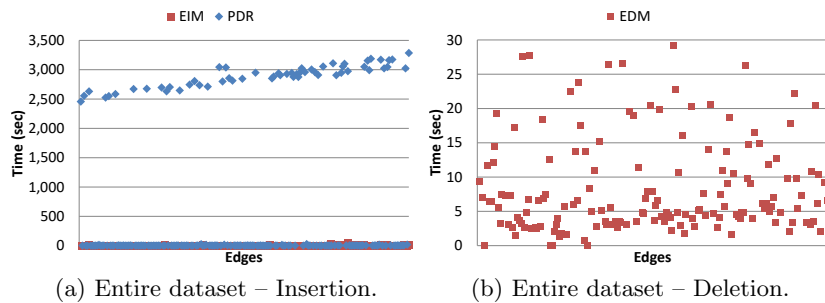 EIM PDR
3,500
3,000
2,500
2,000
1,500
1,000
500
0
Time (sec)
Edges
(a) Entire dataset – Insertion.
EDM
30
25
20
15
10
5
0
Time (sec)
Edges
(b) Entire dataset – Deletion.